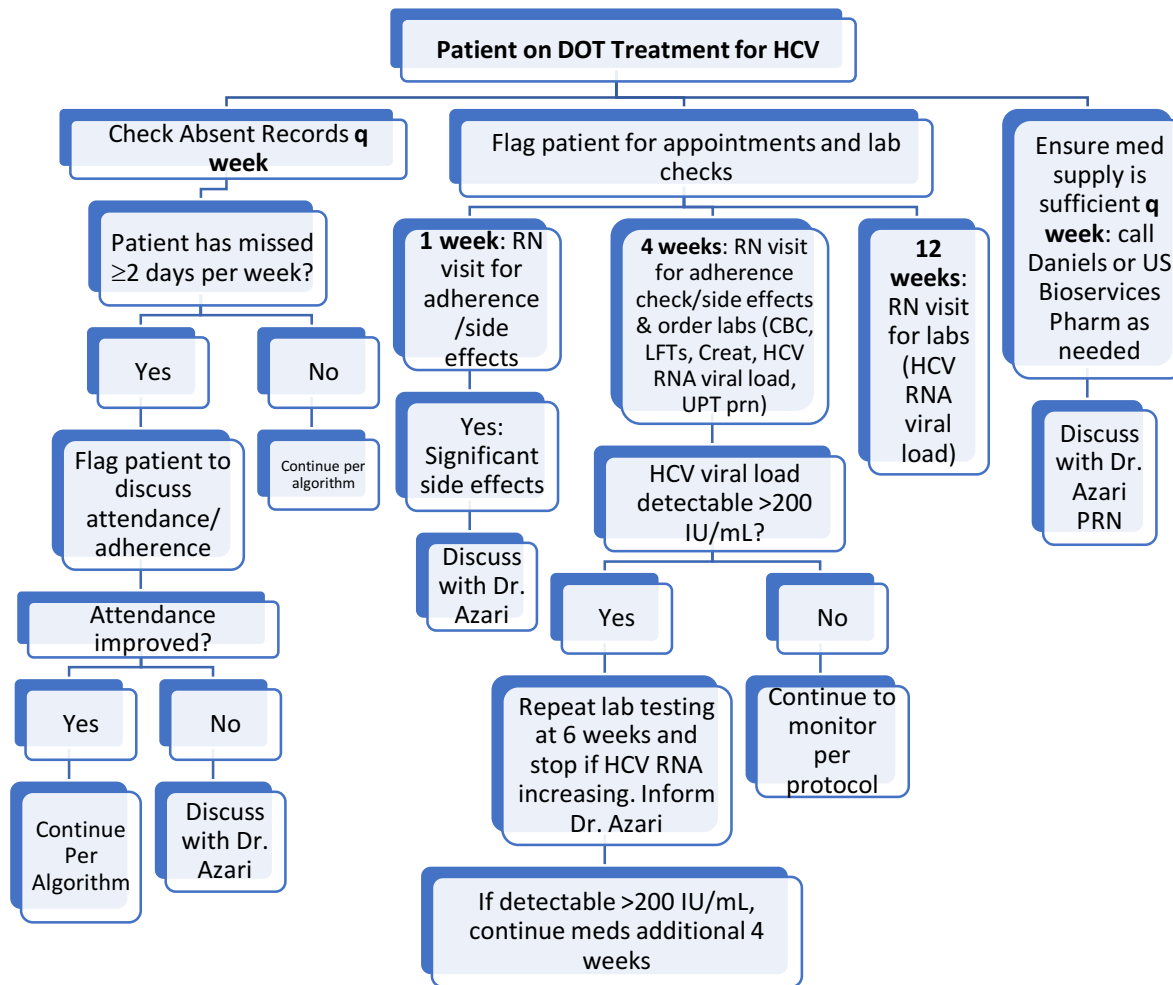 Patient on DOT Treatment for HCV
Check Absent Records q
week
Patient has missed
≥2 days per week?
Yes
Flag patient to
discuss
attendance/
adherence
Attendance
improved?
Yes
Continue
Per
Algorithm
No
Discuss
with Dr.
Azari
No
Continue per
algorithm
Flag patient for appointments and lab
checks
1 week: RN
visit for
adherence
/side
effects
Yes:
Significant
side effects
Discuss
with Dr.
Azari
4 weeks: RN visit
for adherence
check/side effects
& order labs (CBC,
LFTs, Creat, HCV
RNA viral load,
UPT prn)
HCV viral load
detectable >200
IU/mL?
Yes
Repeat lab testing
at 6 weeks and
stop if HCV RNA
increasing. Inform
Dr. Azari
If detectable >200 IU/mL,
continue meds additional 4
weeks
No
Continue to
monitor
per
protocol
12
weeks:
RN visit
for labs
(HCV
RNA
viral
load)
Ensure med
supply is
sufficient q
week: call
Daniels or US
Bioservices
Pharm as
needed
Discuss
with Dr.
Azari
PRN